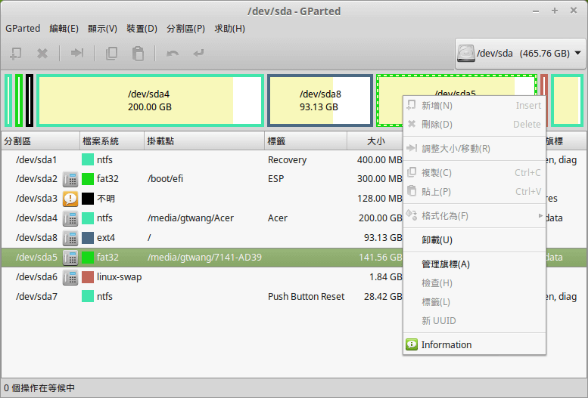 /dev/sda - GParted
GParted 編輯(E) 顯示(V) 裝置(D) 分割區(P) 求助(H)
/dev/sda (465.76 GB)
/dev/sda4
200.00 GB
/dev/sda8
93.13 GB
/dev/sda5
分割區 檔案系統 掛載點 標籤 大小 旗標
/dev/sda1 ntfs Recovery 400.00 MB en, diag
/dev/sda2 fat32 /boot/efi ESP 300.00 MB
/dev/sda3 不明 128.00 MB res
/dev/sda4 ntfs /media/gtwang/Acer Acer 200.00 GB data
/dev/sda8 ext4 / 93.13 GB
/dev/sda5 fat32 /media/gtwang/7141-AD39 141.56 GB data
/dev/sda6 linux-swap 1.84 GB
/dev/sda7 ntfs Push Button Reset 28.42 GB en, diag
新增(N) Insert
刪除(D) Delete
調整大小/移動(R)
複製(C) Ctrl+C
貼上(P) Ctrl+V
格式化為(F)
卸載(U)
管理旗標(A)
檢查(H)
標籤(L)
新 UUID
Information
0 個操作在等候中